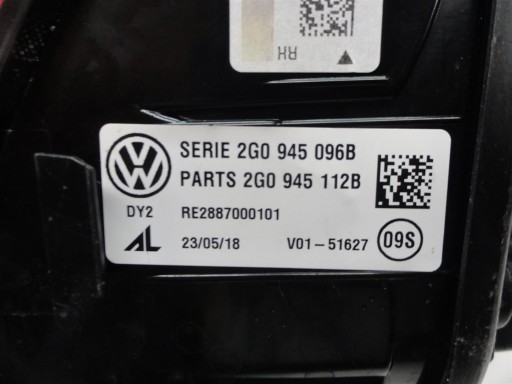 RH
SERIE 2G0 945 096B
PARTS 2G0 945 112B
DY2 RE2887000101
AL 23/05/18 V01-51627 09S